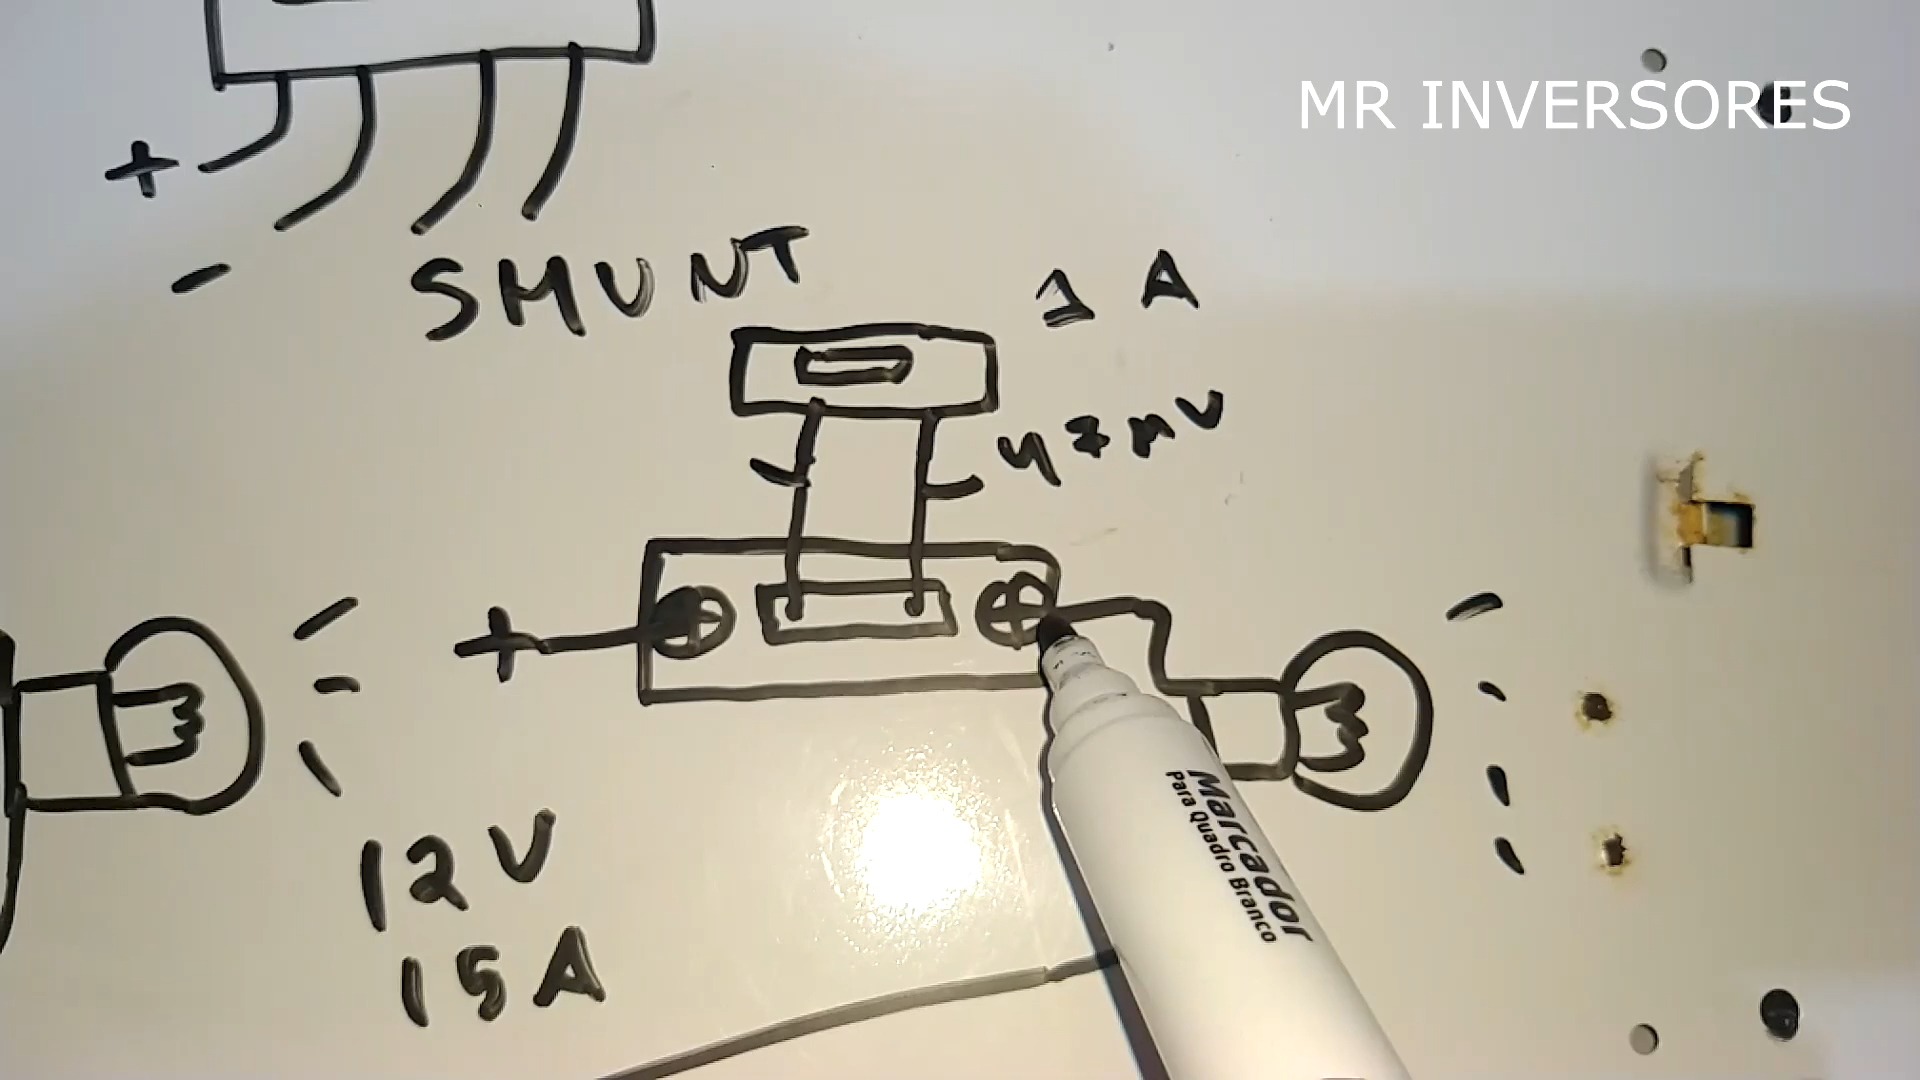 MR INVERSORES
+
-
SHUNT
1 A
47mV
+
12V
15A
Marcador
Para Quadro Branco